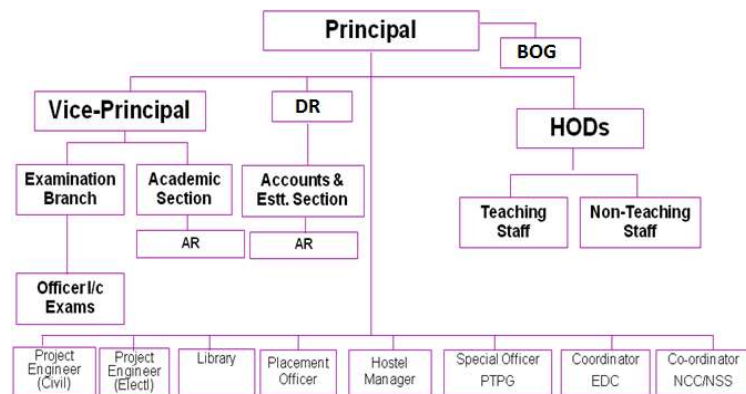 Principal
BOG
Vice-Principal
DR
HODs
Examination
Branch
Academic
Section
Accounts &
Estt. Section
Teaching
Staff
Non-Teaching
Staff
AR
AR
Officer I/c
Exams
Project
Engineer
(Civil)
Project
Engineer
(Electl)
Library
Placement
Officer
Hostel
Manager
Special Officer
PTPG
Coordinator
EDC
Co-ordinator
NCC/NSS